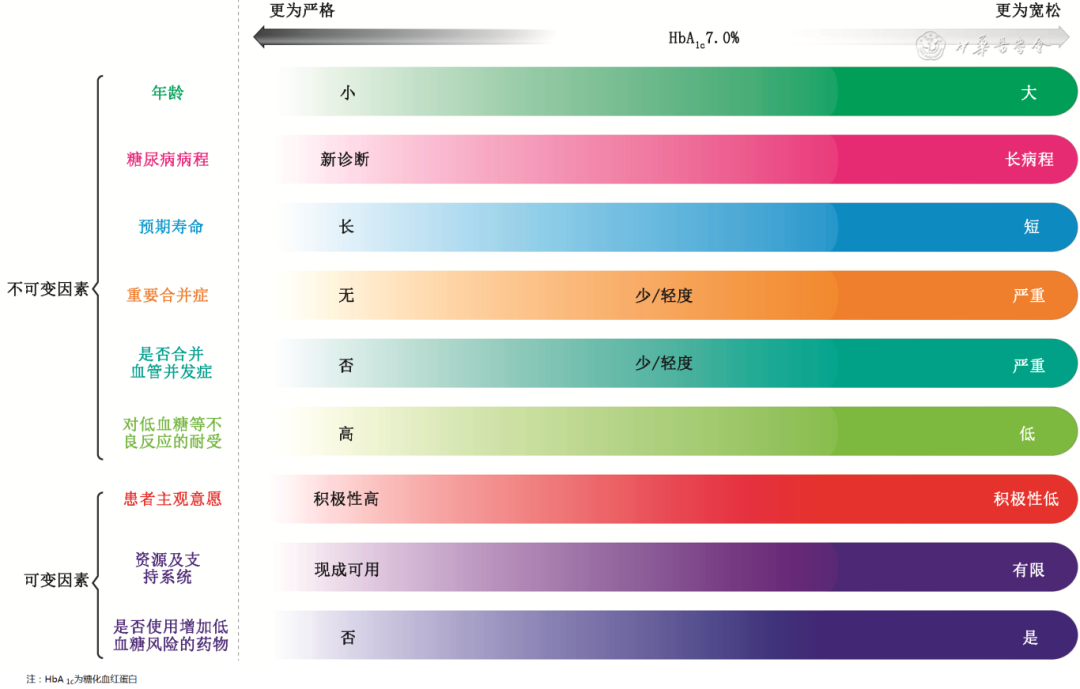 更为严格
更为宽松
HbA1c7.0%
中华医学会
不可变因素
年龄
小
大
糖尿病病程
新诊断
长病程
预期寿命
长
短
重要合并症
无
少/轻度
严重
是否合并
血管并发症
否
少/轻度
严重
对低血糖等不
良反应的耐受
高
低
可变因素
患者主观意愿
积极性高
积极性低
资源及支
持系统
现成可用
有限
是否使用增加低
血糖风险的药物
否
是
注：HbA 1c为糖化血红蛋白